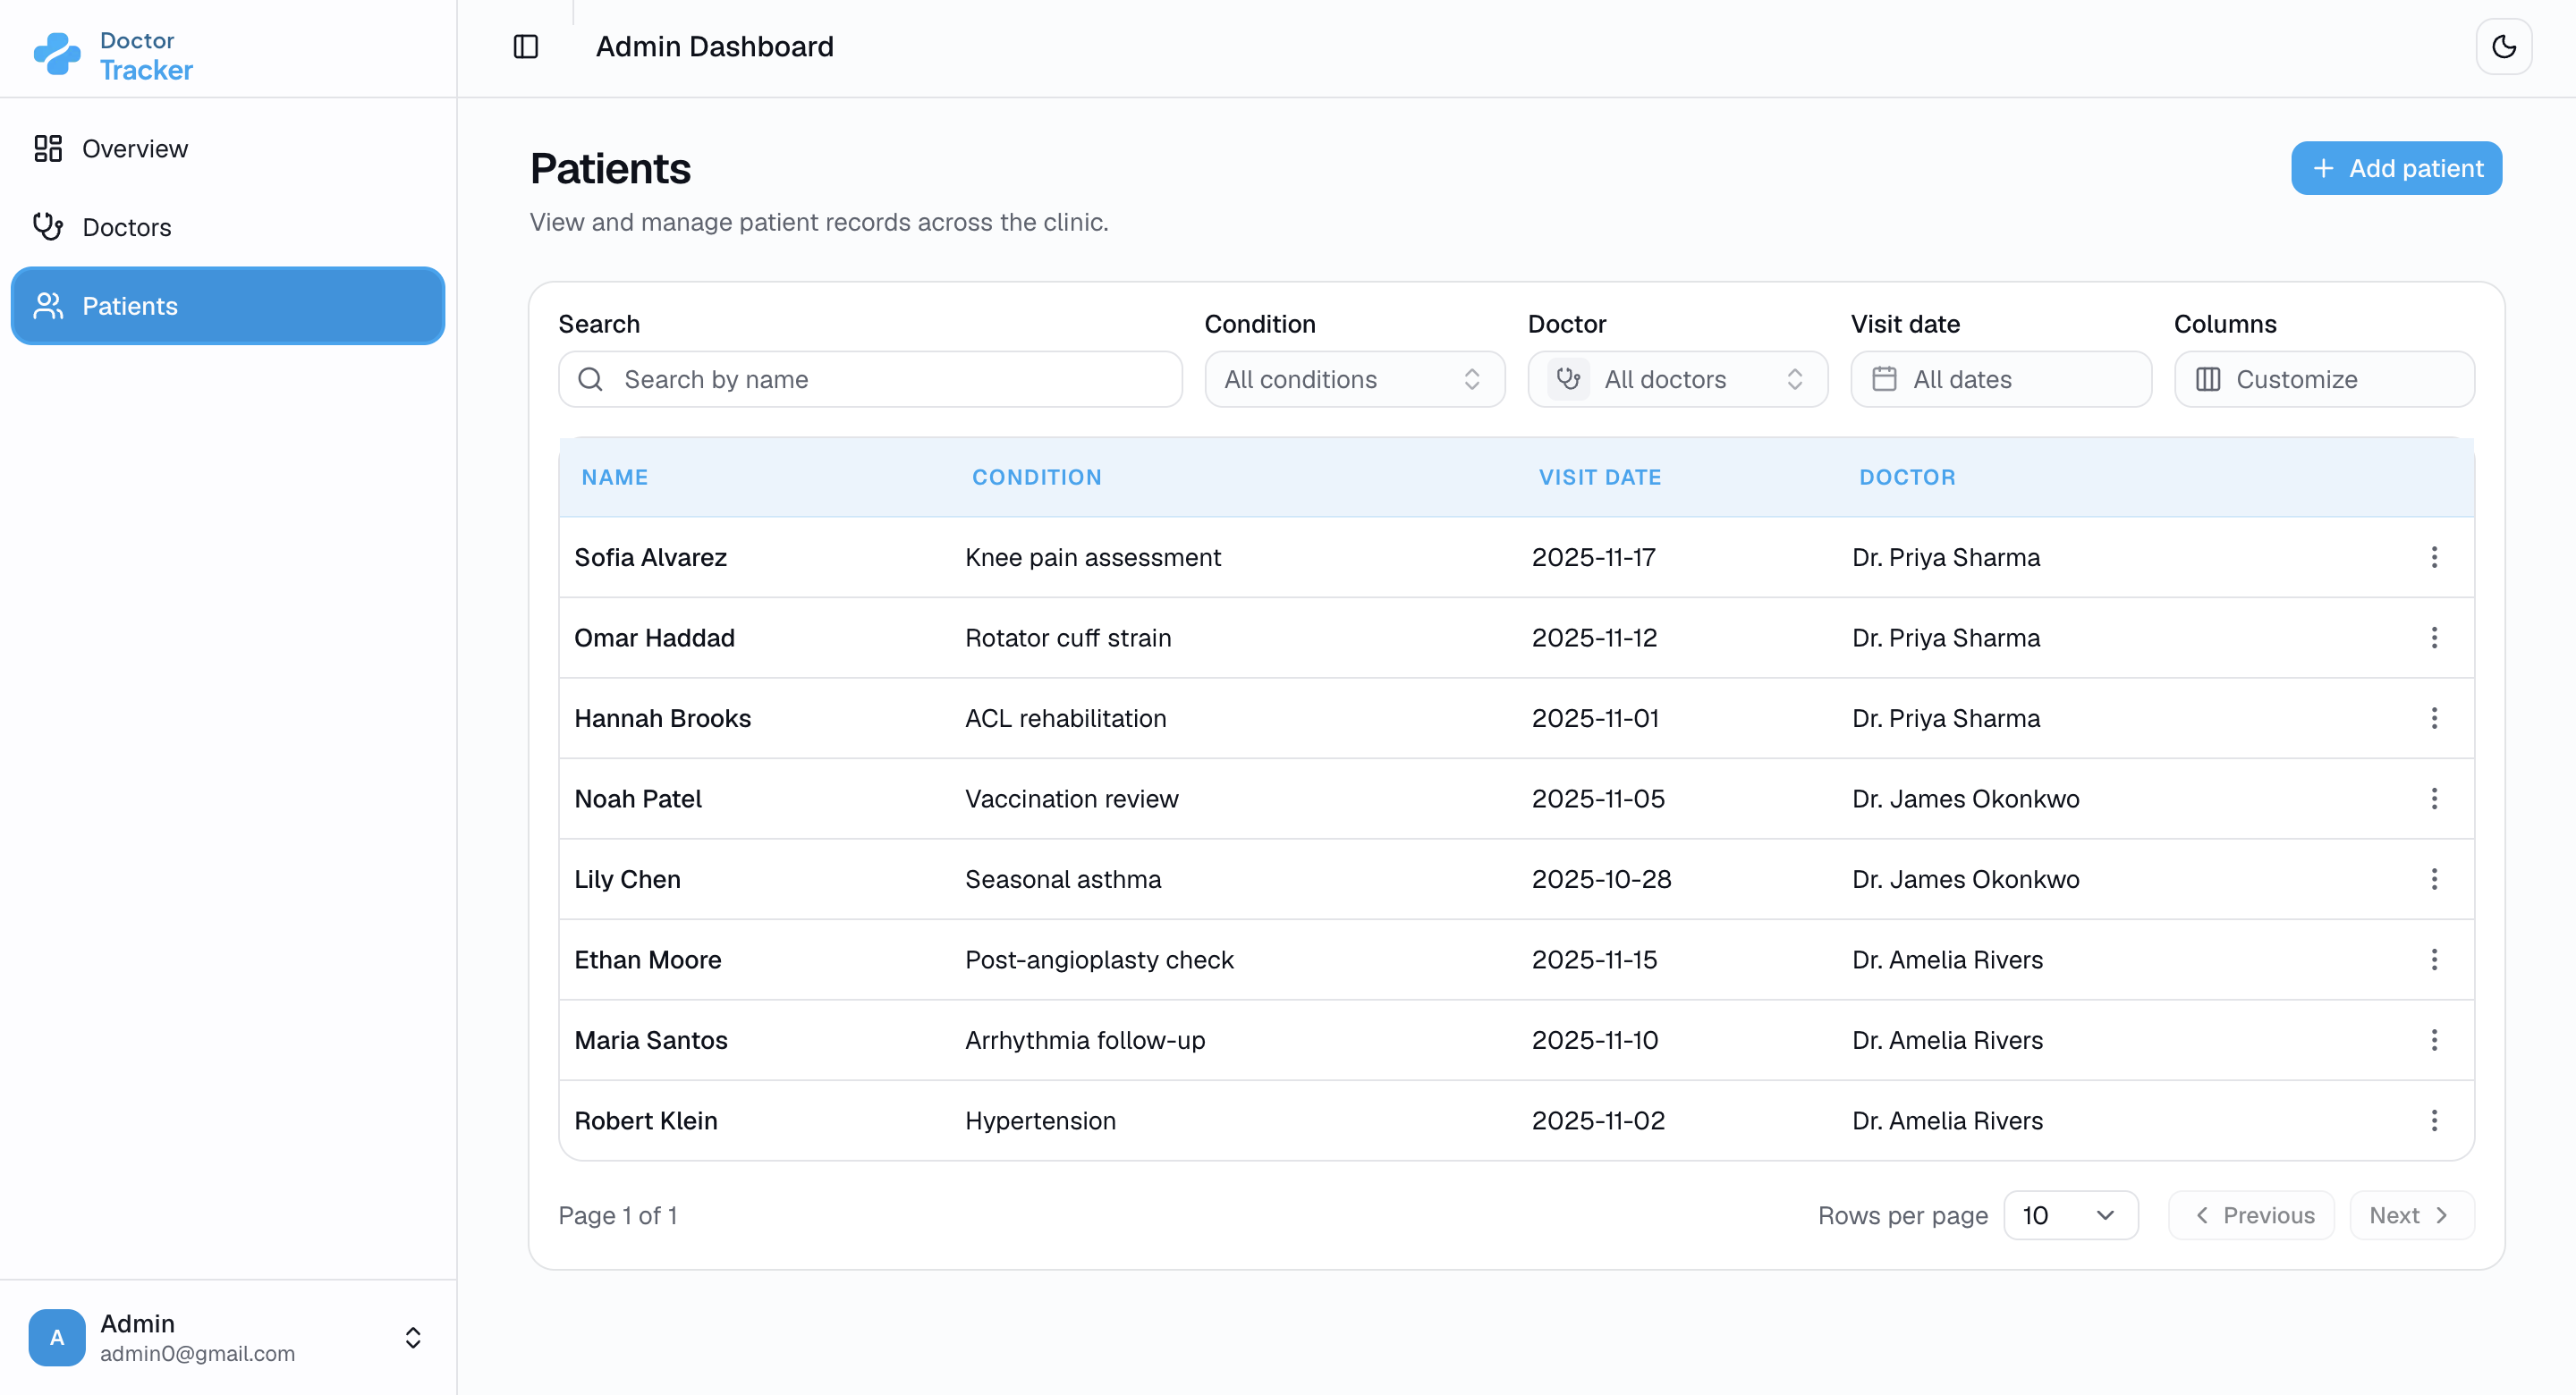 Doctor
Tracker
Admin Dashboard
Overview
Doctors
Patients
Patients
Add patient
View and manage patient records across the clinic.
Search Condition Doctor Visit date Columns
Search by name All conditions All doctors All dates Customize
NAME CONDITION VISIT DATE DOCTOR
Sofia Alvarez Knee pain assessment 2025-11-17 Dr. Priya Sharma
Omar Haddad Rotator cuff strain 2025-11-12 Dr. Priya Sharma
Hannah Brooks ACL rehabilitation 2025-11-01 Dr. Priya Sharma
Noah Patel Vaccination review 2025-11-05 Dr. James Okonkwo
Lily Chen Seasonal asthma 2025-10-28 Dr. James Okonkwo
Ethan Moore Post-angioplasty check 2025-11-15 Dr. Amelia Rivers
Maria Santos Arrhythmia follow-up 2025-11-10 Dr. Amelia Rivers
Robert Klein Hypertension 2025-11-02 Dr. Amelia Rivers
Page 1 of 1 Rows per page 10 Previous Next
A
Admin
admin0@gmail.com